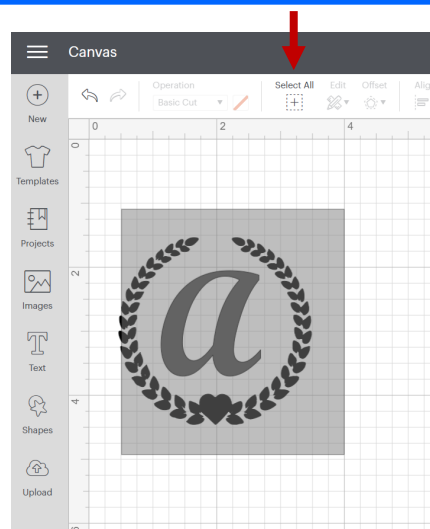 Canvas
Operation
Select All
Edit
Offset
Alig
Basic Cut
New
Templates
Projects
Images
Text
Shapes
Upload
0 2 4
0
2
4
a